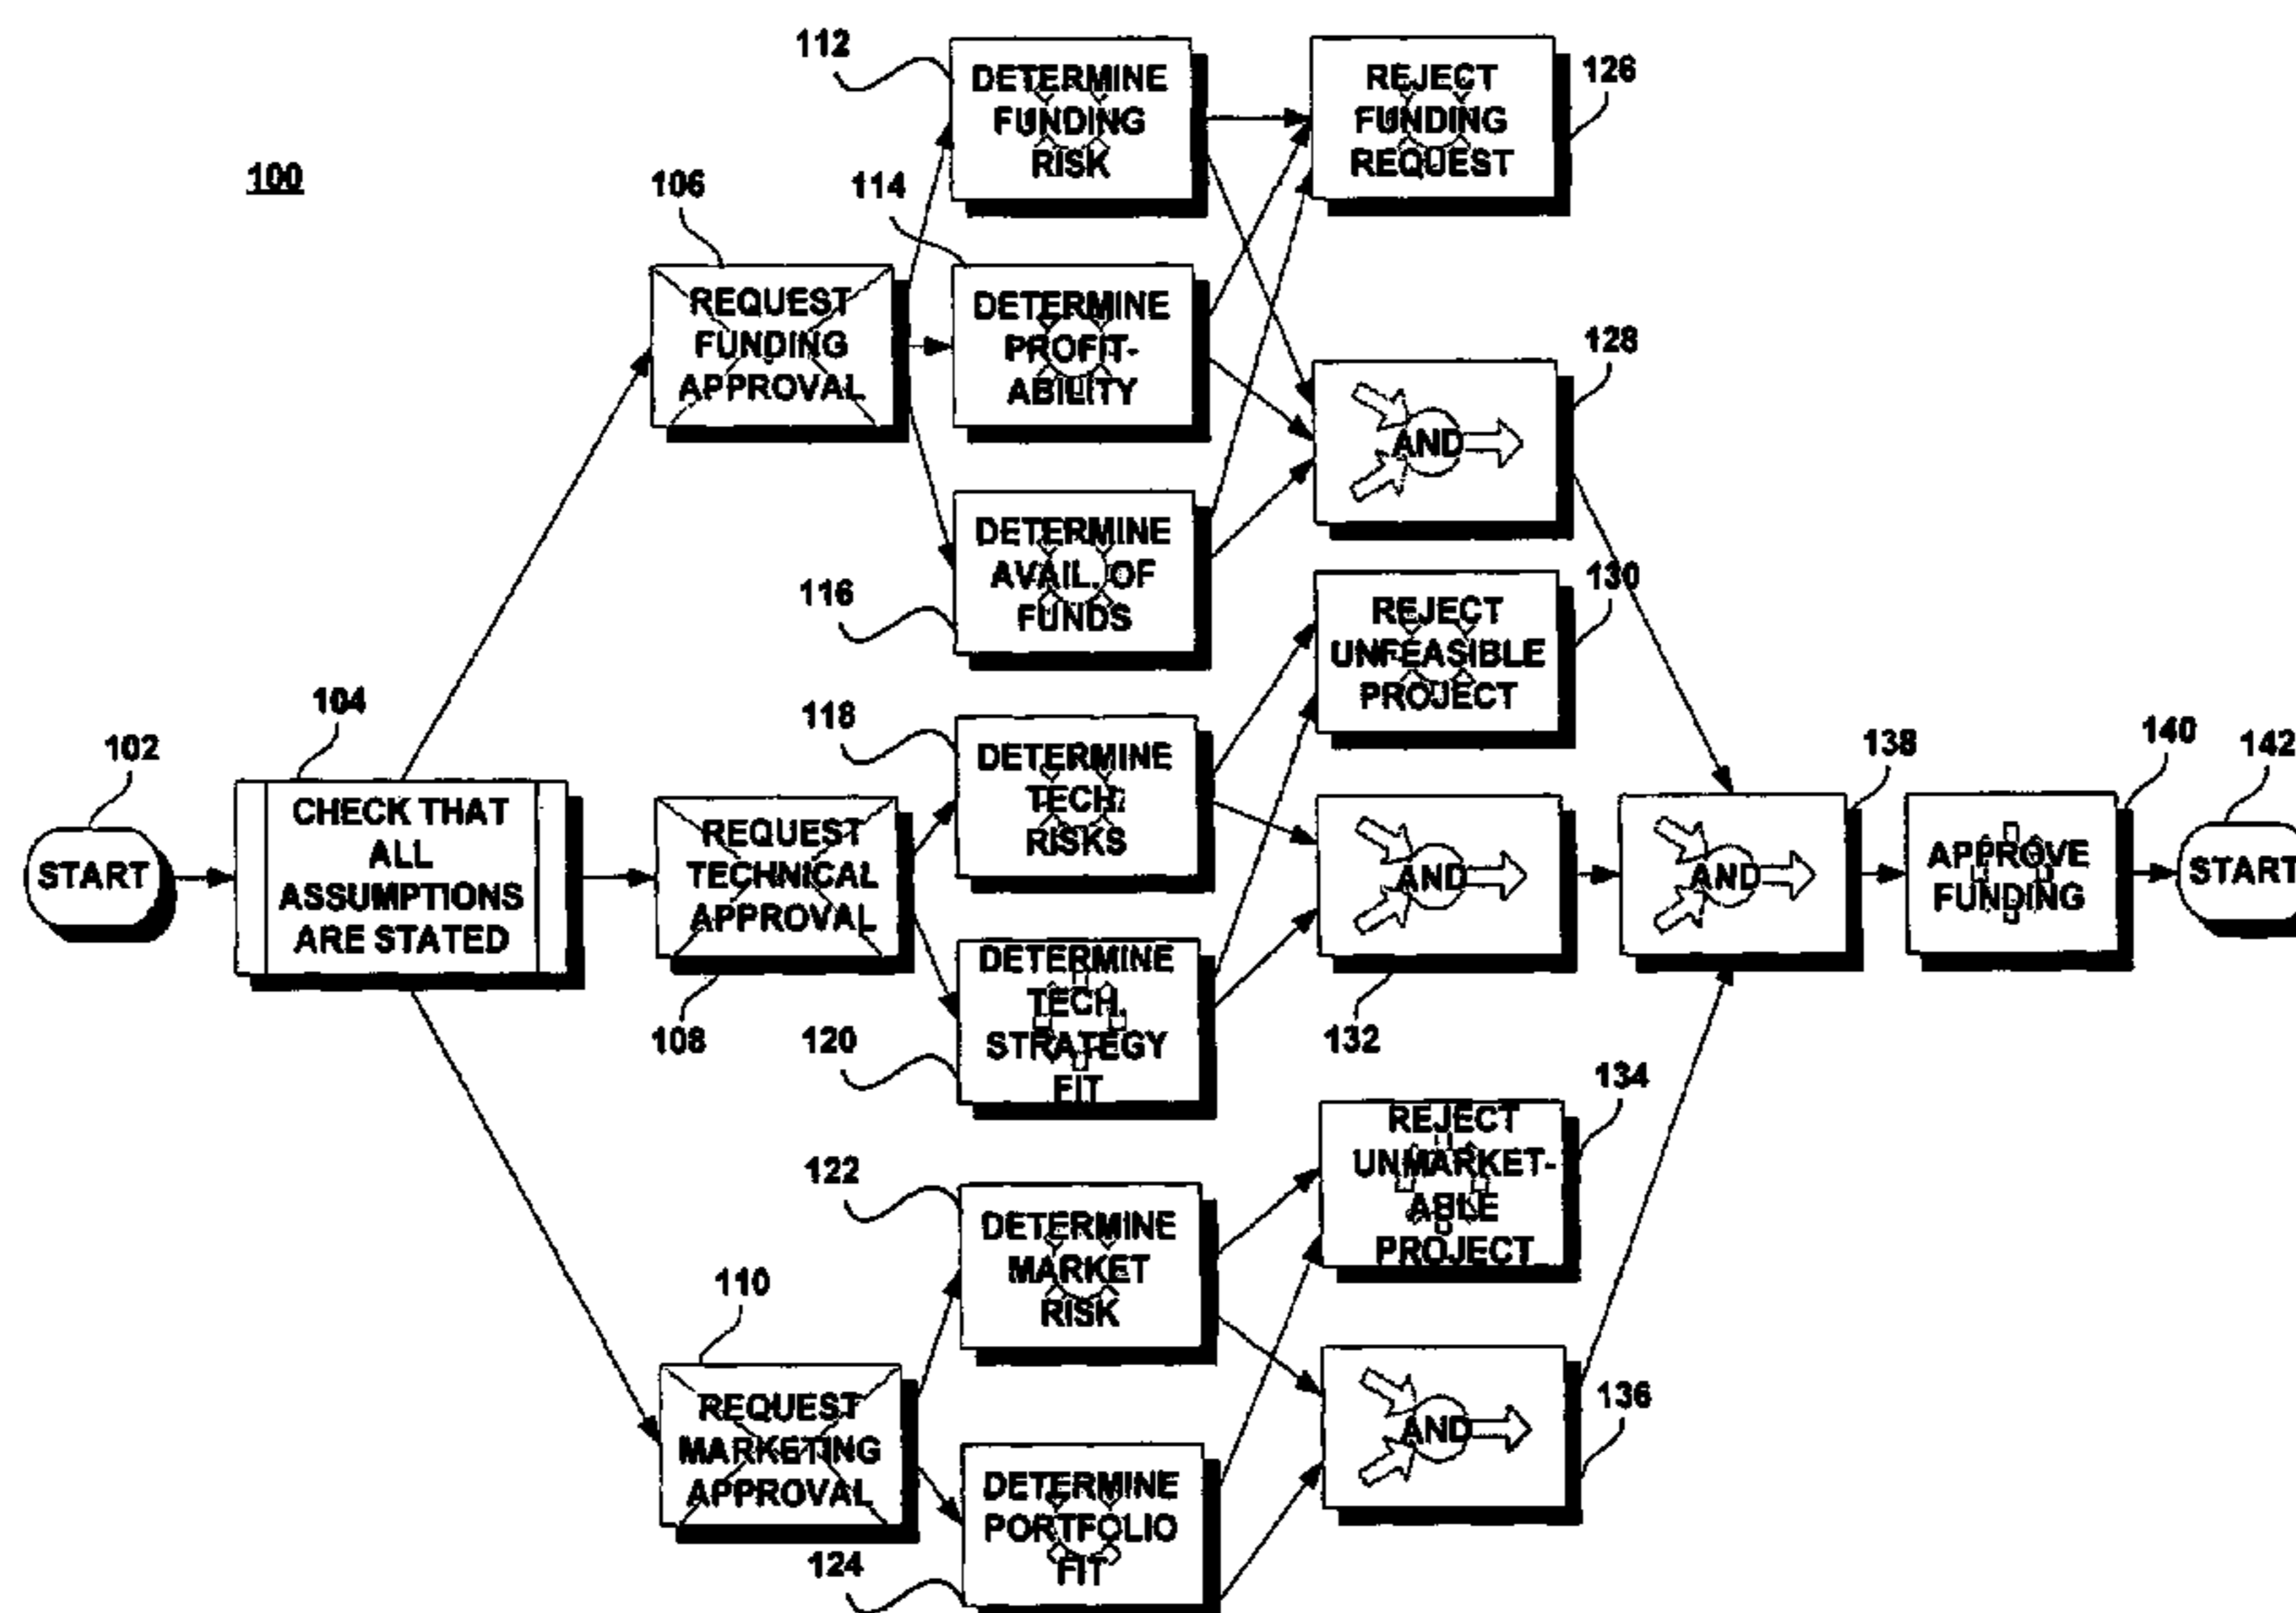 100
112
DETERMINE
FUNDING
RISK
REJECT
FUNDING
REQUEST
126
106
REQUEST
FUNDING
APPROVAL
114
DETERMINE
PROFIT-
ABILITY
128
AND
116
DETERMINE
AVAIL. OF
FUNDS
130
REJECT
UNFEASIBLE
PROJECT
102
START
104
CHECK THAT
ALL
ASSUMPTIONS
ARE STATED
108
REQUEST
TECHNICAL
APPROVAL
118
DETERMINE
TECH.
RISKS
120
DETERMINE
TECH.
STRATEGY
FIT
132
AND
138
AND
140
APPROVE
FUNDING
142
START
134
REJECT
UNMARKET-
ABLE
PROJECT
122
DETERMINE
MARKET
RISK
110
REQUEST
MARKETING
APPROVAL
136
AND
124
DETERMINE
PORTFOLIO
FIT